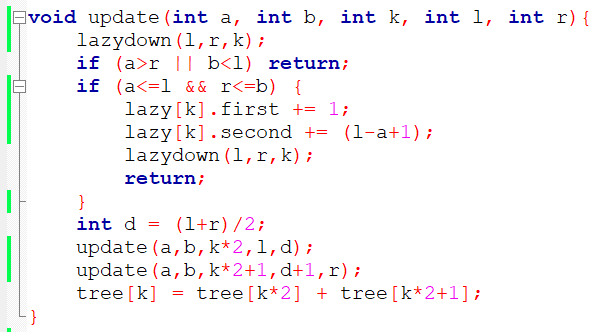 void update(int a, int b, int k, int l, int r){
    lazydown(l,r,k);
    if (a>r || b<l) return;
    if (a<=l && r<=b) {
        lazy[k].first += 1;
        lazy[k].second += (l-a+1);
        lazydown(l,r,k);
        return;
    }
    int d = (l+r)/2;
    update(a,b,k*2,l,d);
    update(a,b,k*2+1,d+1,r);
    tree[k] = tree[k*2] + tree[k*2+1];
}